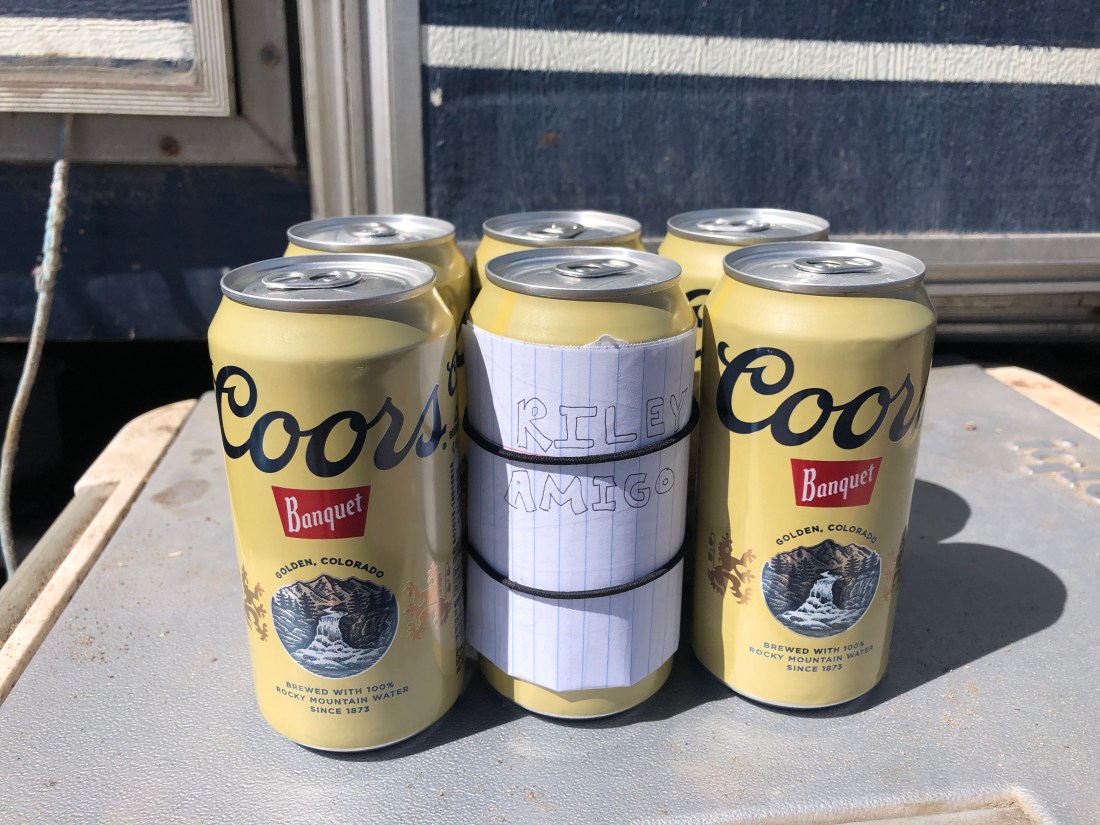 Coors
Banquet
GOLDEN, COLORADO
BREWED WITH 100%
ROCKY MOUNTAIN WATER
SINCE 1873
RILEY
AMIGO
Coors
Banquet
GOLDEN, COLORADO
BREWED WITH 100%
ROCKY MOUNTAIN WATER
SINCE 1873